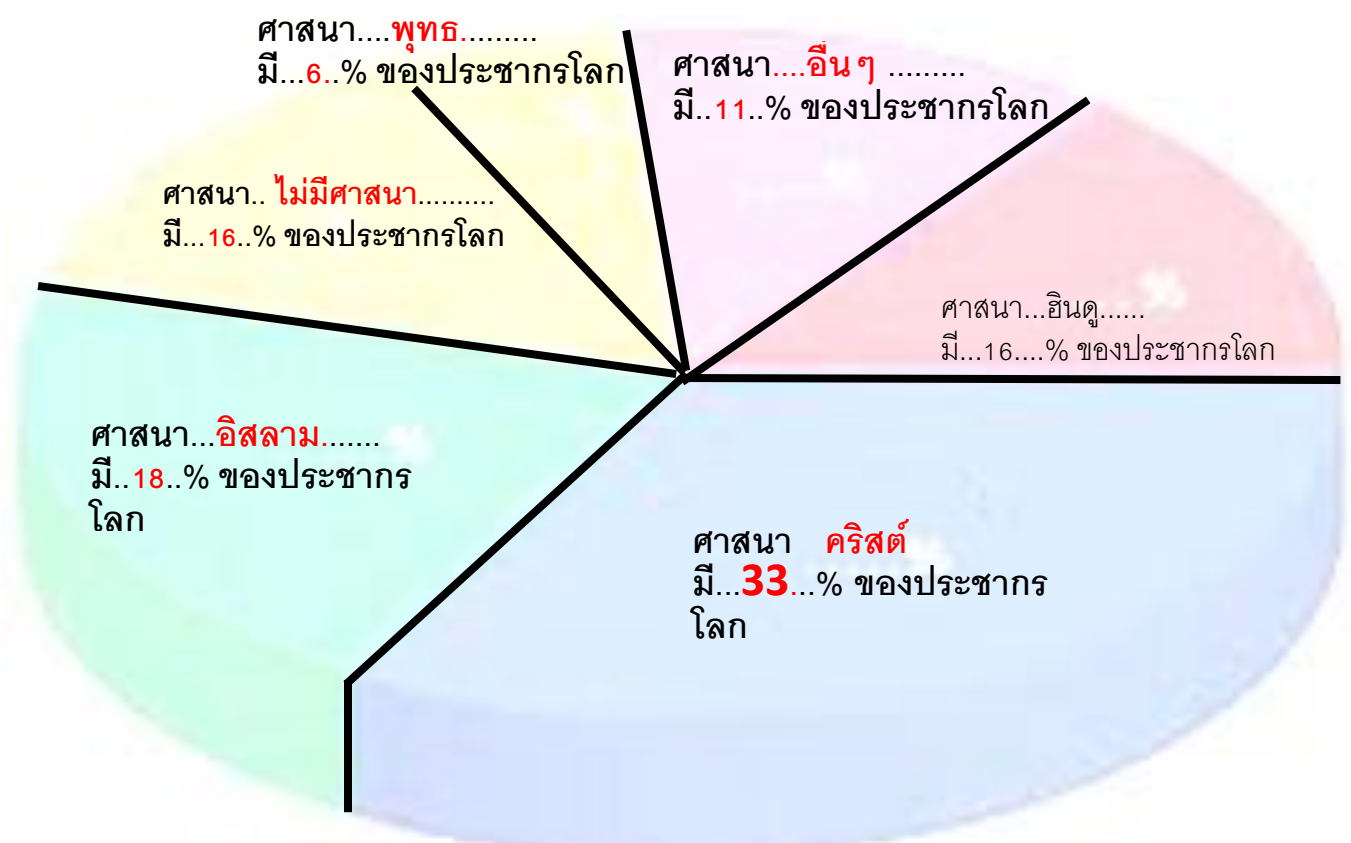 ศาสนา....พุทธ.........
มี...6..% ของประชากรโลก
ศาสนา....อื่น ๆ .........
มี..11..% ของประชากรโลก
ศาสนา.. ไม่มีศาสนา..........
มี...16..% ของประชากรโลก
ศาสนา...ฮินดู......
มี...16....% ของประชากรโลก
ศาสนา...อิสลาม.......
มี..18..% ของประชากร
โลก
ศาสนา คริสต์
มี...33...% ของประชากร
โลก